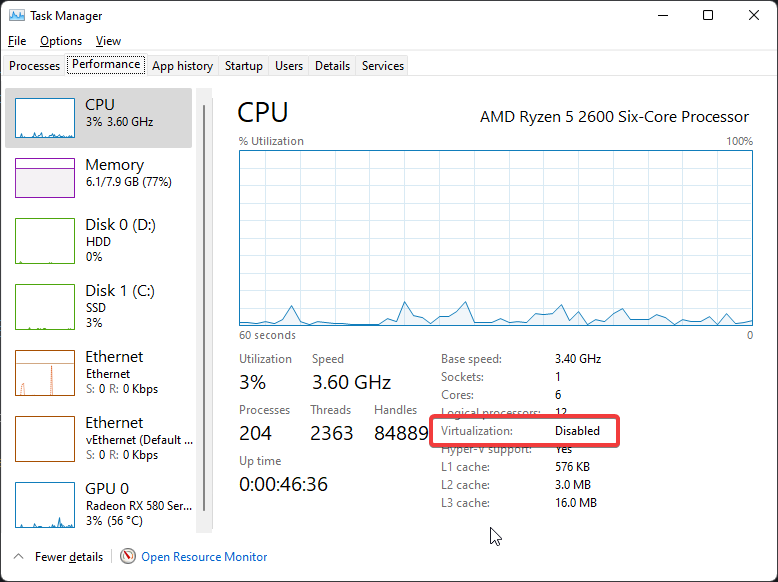 Task Manager
File Options View
Processes Performance App history Startup Users Details Services
CPU
3% 3.60 GHz
Memory
6.1/7.9 GB (77%)
Disk 0 (D:)
HDD
0%
Disk 1 (C:)
SSD
3%
Ethernet
Ethernet
S: 0 R: 0 Kbps
Ethernet
vEthernet (Default ...
S: 0 R: 0 Kbps
GPU 0
Radeon RX 580 Ser...
3% (56 °C)
CPU
AMD Ryzen 5 2600 Six-Core Processor
% Utilization 100%
60 seconds 0
Utilization Speed
3% 3.60 GHz
Processes Threads Handles
204 2363 84889
Up time
0:00:46:36
Base speed: 3.40 GHz
Sockets: 1
Cores: 6
Logical processors: 12
Virtualization: Disabled
Hyper-V support: Yes
L1 cache: 576 KB
L2 cache: 3.0 MB
L3 cache: 16.0 MB
Fewer details Open Resource Monitor